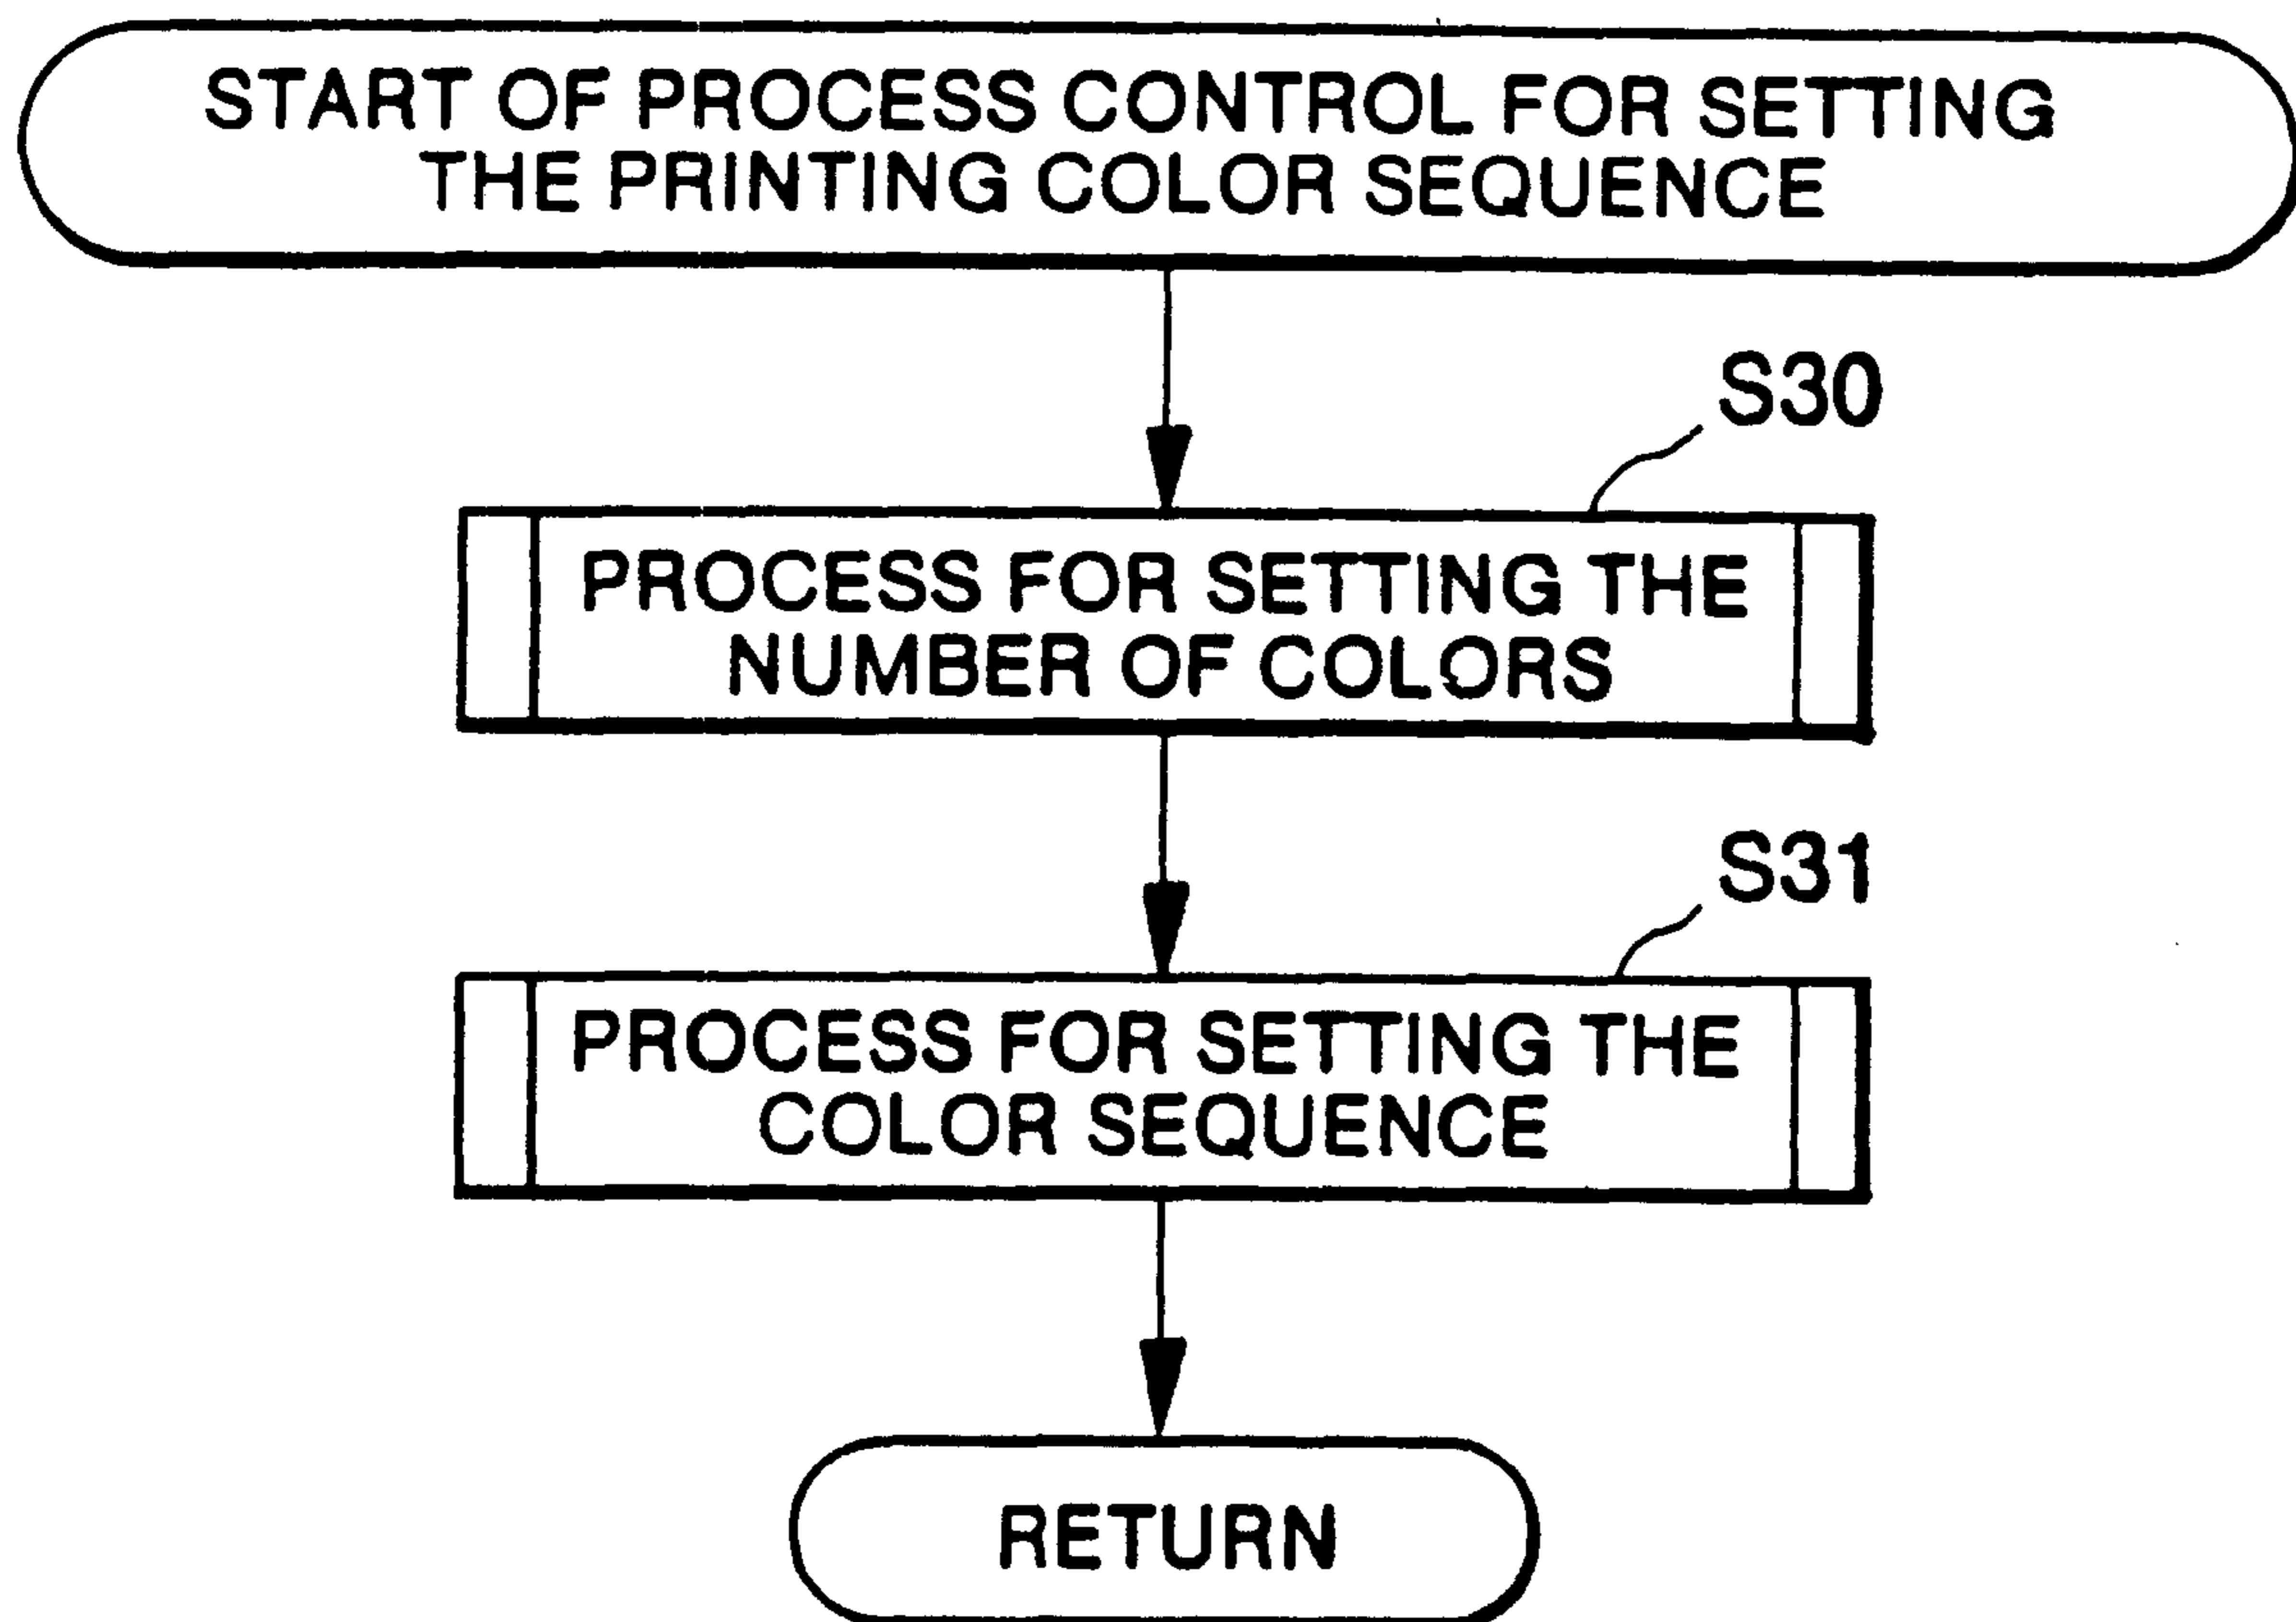 START OF PROCESS CONTROL FOR SETTING
THE PRINTING COLOR SEQUENCE
S30
PROCESS FOR SETTING THE
NUMBER OF COLORS
S31
PROCESS FOR SETTING THE
COLOR SEQUENCE
RETURN